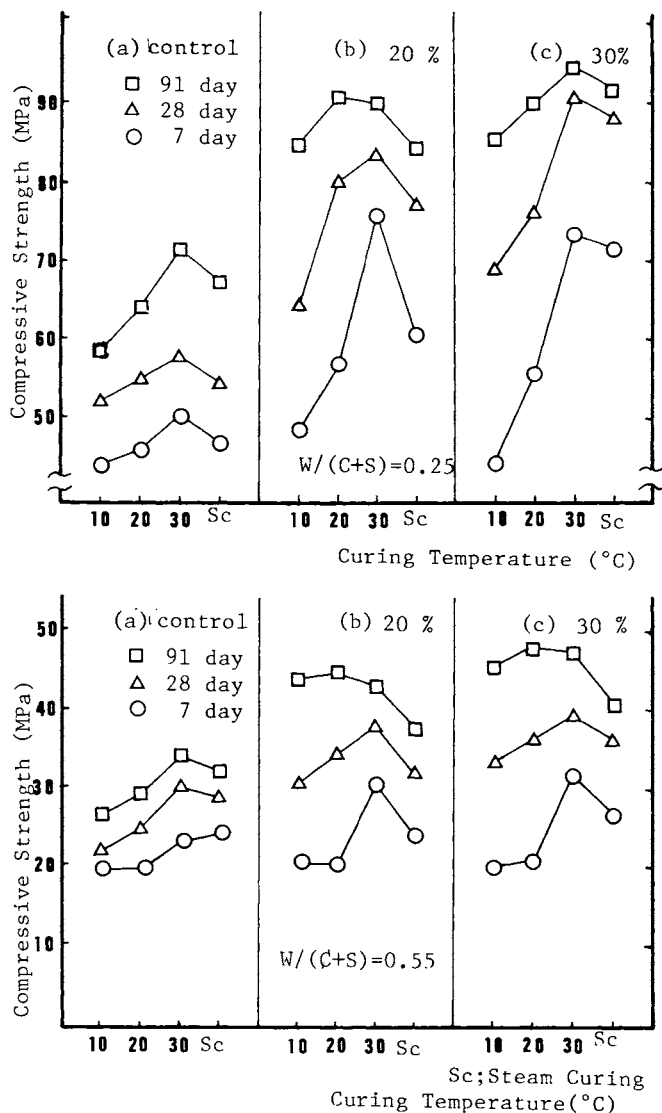 (a) control
(b) 20 %
(c) 30%
□ 91 day
△ 28 day
○ 7 day
Compressive Strength (MPa)
90
80
70
60
50
W/(C+S)=0.25
10 20 30 Sc
10 20 30 Sc
10 20 30 Sc
Curing Temperature (°C)
(a) control
(b) 20 %
(c) 30%
□ 91 day
△ 28 day
○ 7 day
Compressive Strength (MPa)
50
40
30
20
10
W/(C+S)=0.55
10 20 30 Sc
10 20 30 Sc
10 20 30 Sc
Sc;Steam Curing
Curing Temperature(°C)